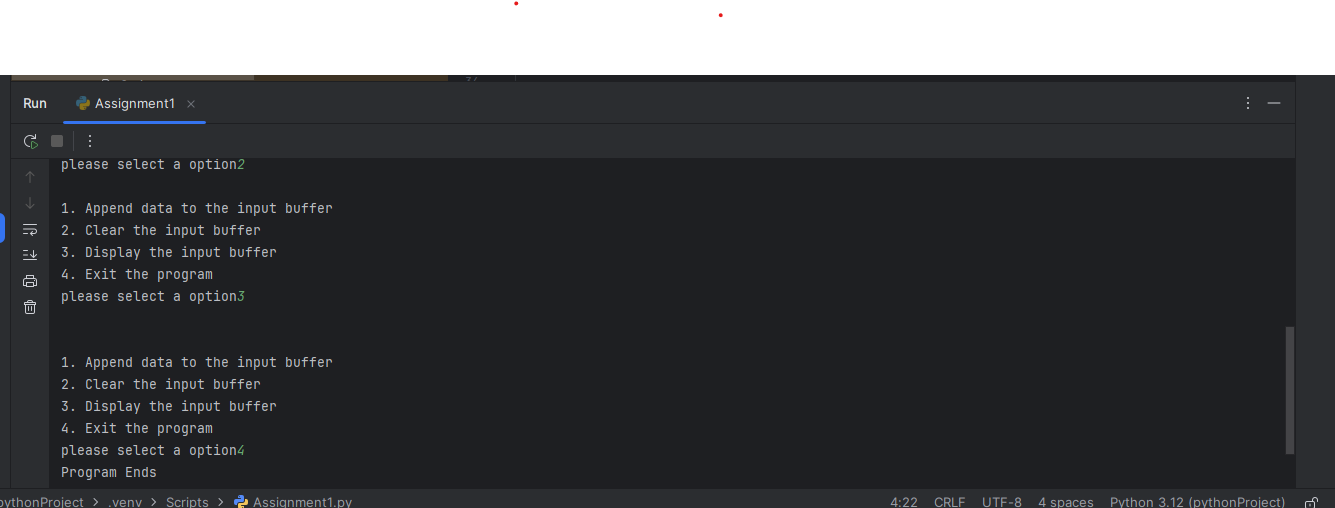 Run
Assignment1
please select a option2
1. Append data to the input buffer
2. Clear the input buffer
3. Display the input buffer
4. Exit the program
please select a option3
1. Append data to the input buffer
2. Clear the input buffer
3. Display the input buffer
4. Exit the program
please select a option4
Program Ends
pythonProject > .venv > Scripts > Assignment1.py 4:22 CRLF UTF-8 4 spaces Python 3.12 (pythonProject)